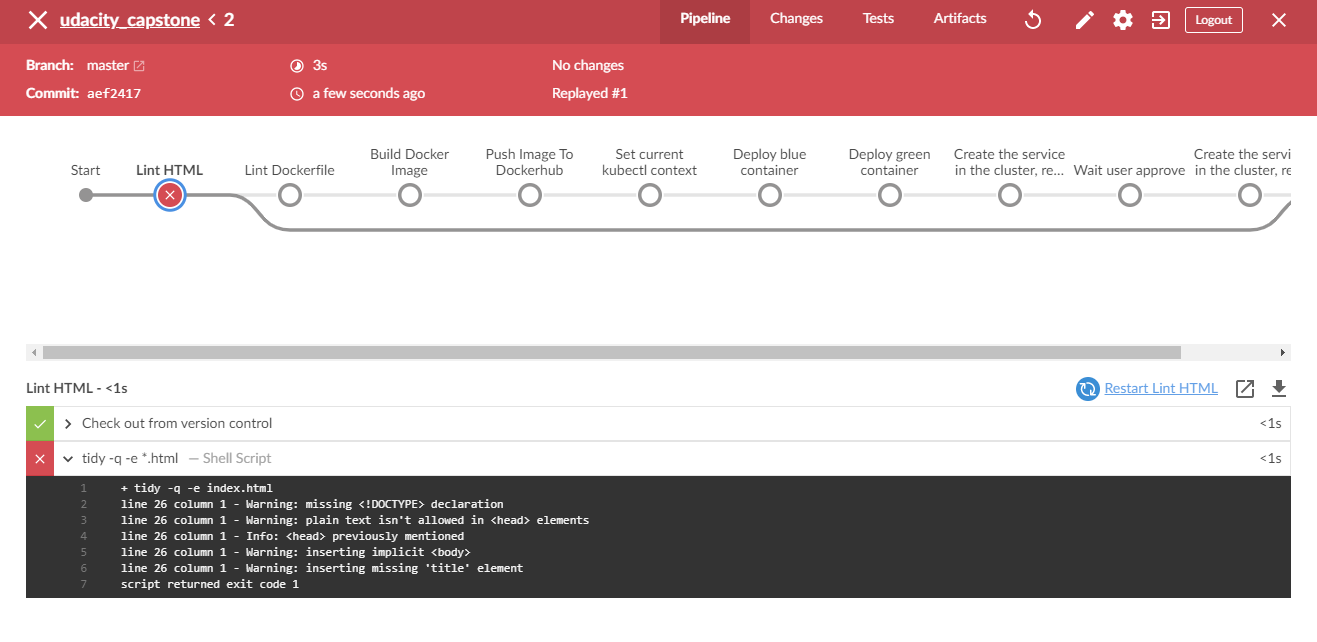 udacity_capstone < 2
Pipeline
Changes
Tests
Artifacts
Logout
Branch: master
3s
No changes
Commit: aef2417
a few seconds ago
Replayed #1
Start
Lint HTML
Lint Dockerfile
Build Docker
Image
Push Image To
Dockerhub
Set current
kubectl context
Deploy blue
container
Deploy green
container
Create the service
in the cluster, re...
Wait user approve
Create the servi
in the cluster, re
Lint HTML - <1s
Restart Lint HTML
Check out from version control
<1s
tidy -q -e *.html — Shell Script
<1s
1 + tidy -q -e index.html
2 line 26 column 1 - Warning: missing <!DOCTYPE> declaration
3 line 26 column 1 - Warning: plain text isn't allowed in <head> elements
4 line 26 column 1 - Info: <head> previously mentioned
5 line 26 column 1 - Warning: inserting implicit <body>
6 line 26 column 1 - Warning: inserting missing 'title' element
7 script returned exit code 1